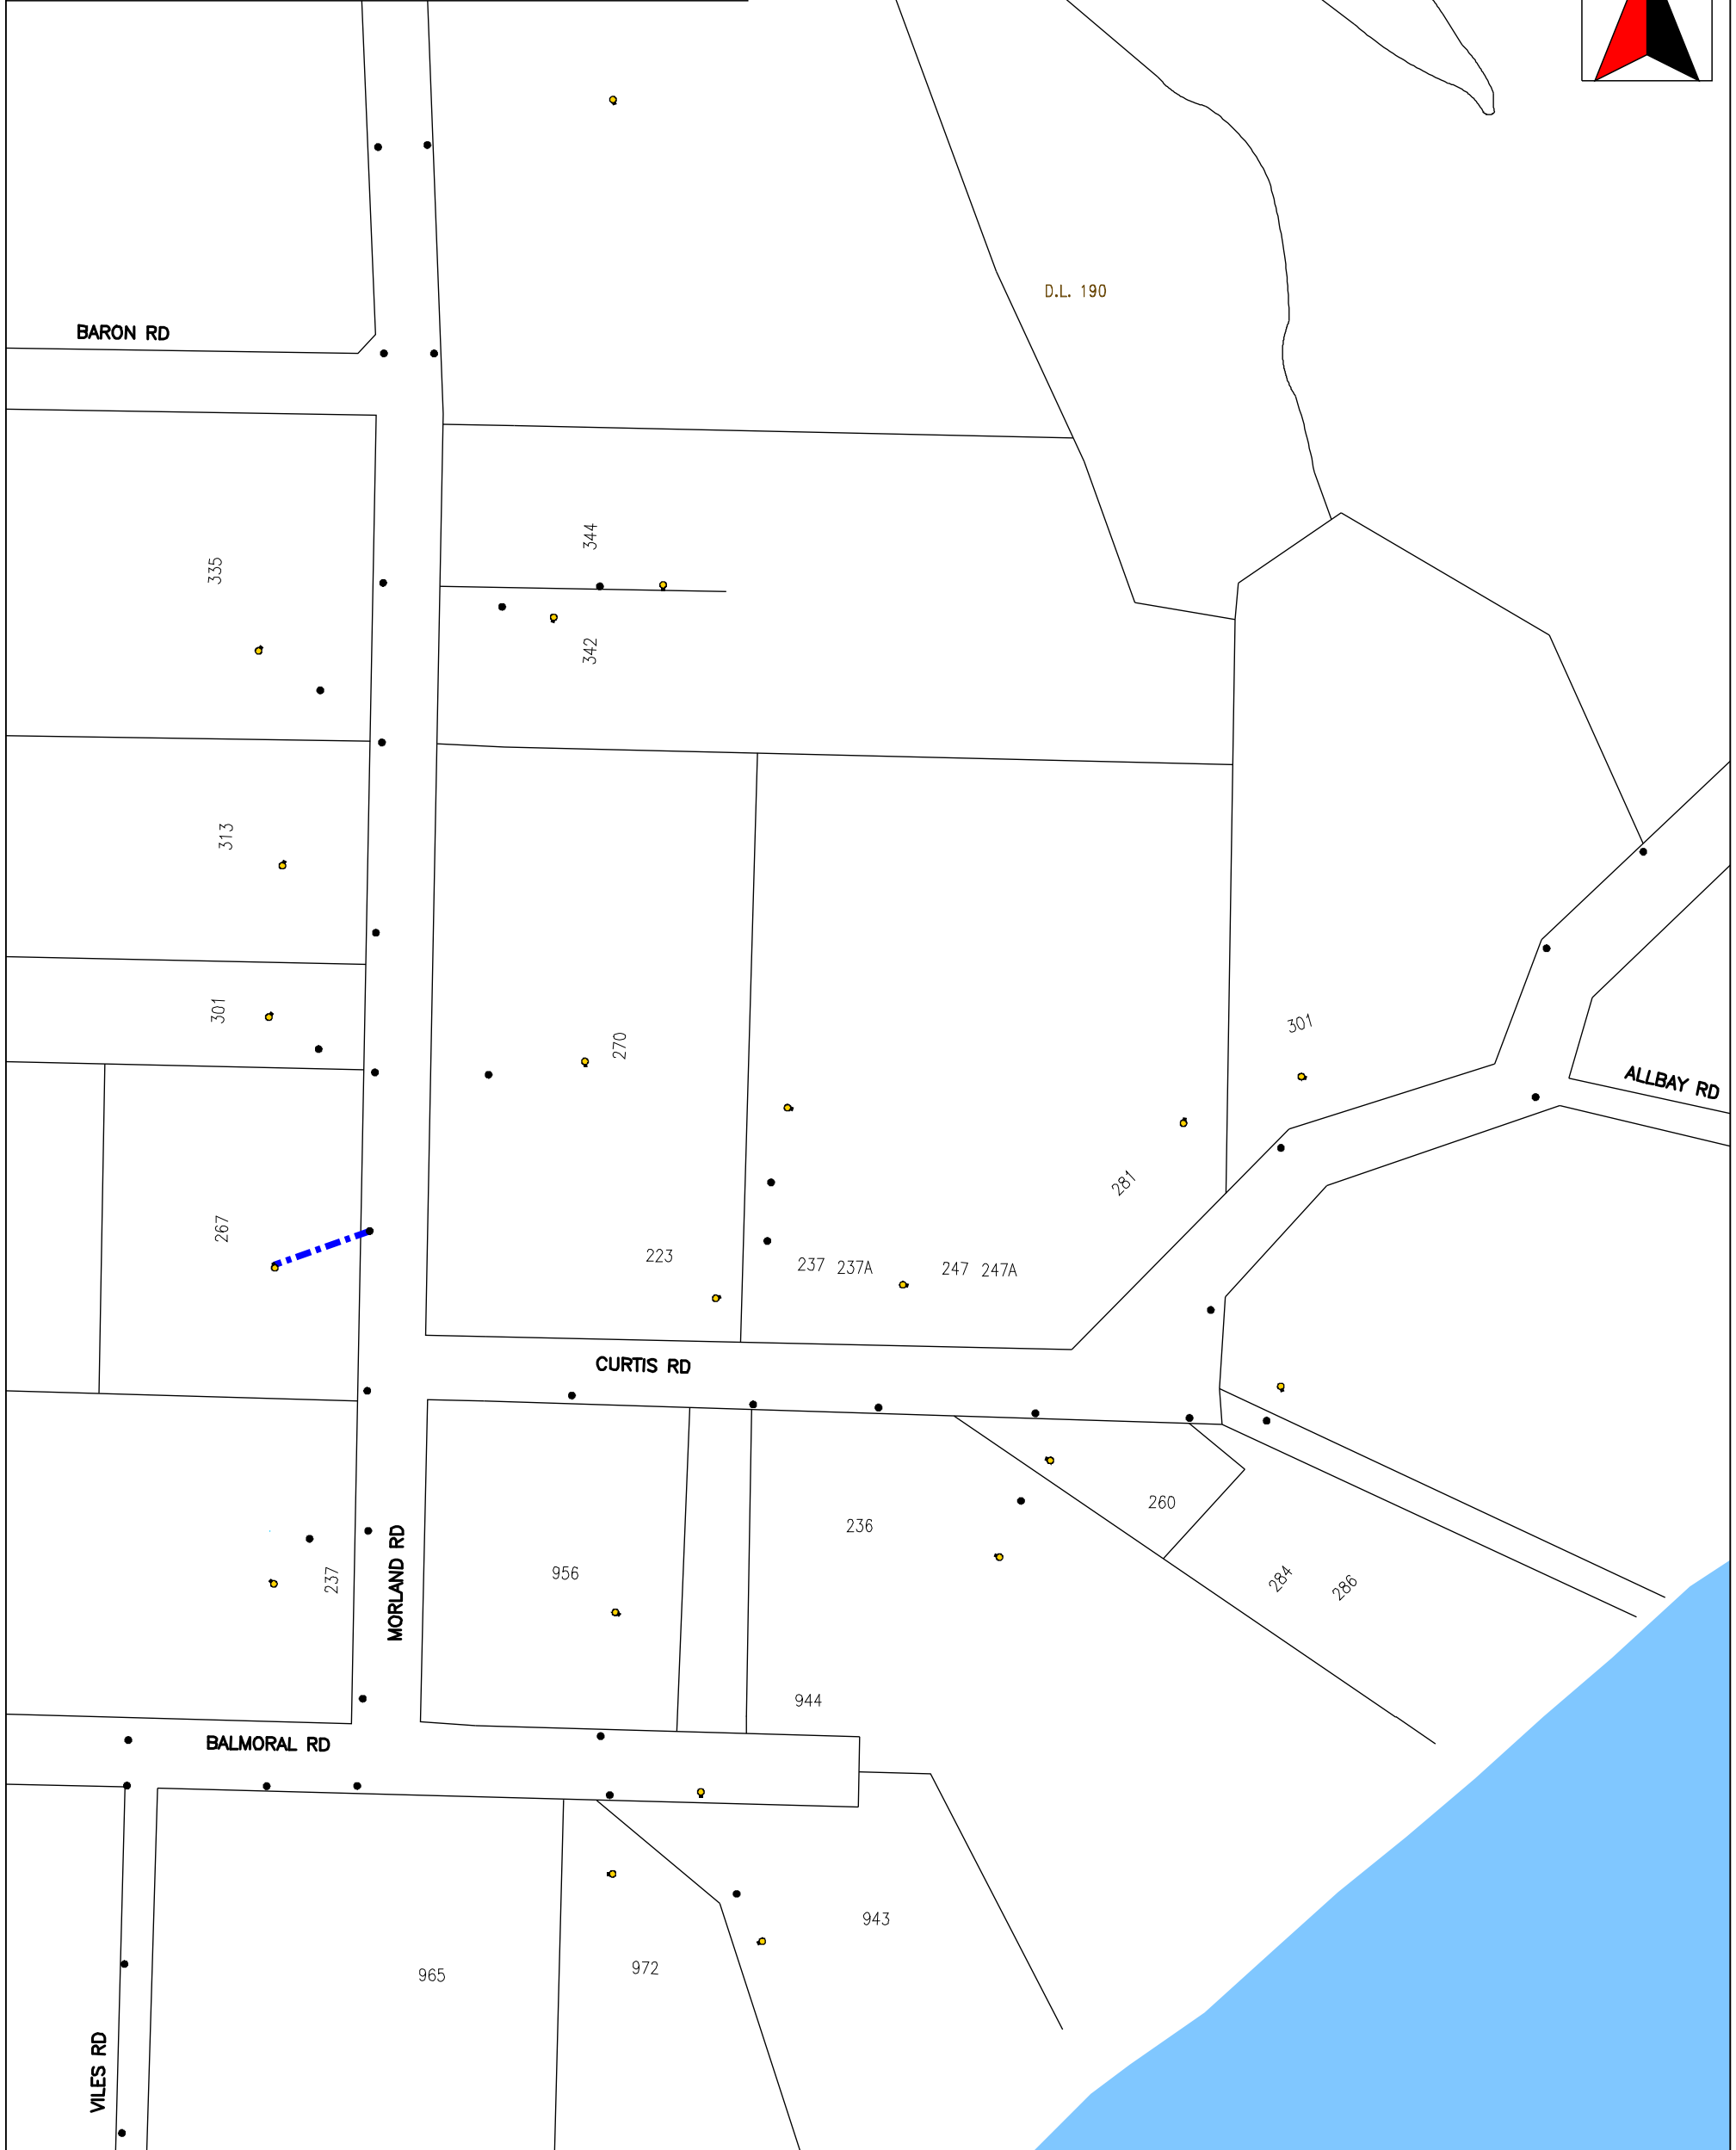 D.L. 190
BARON RD
344
335
342
313
301
301
270
ALLBAY RD
281
267
223
237 237A
247 247A
CURTIS RD
260
236
956
237
MORLAND RD
284
286
944
BALMORAL RD
943
972
965
VILES RD